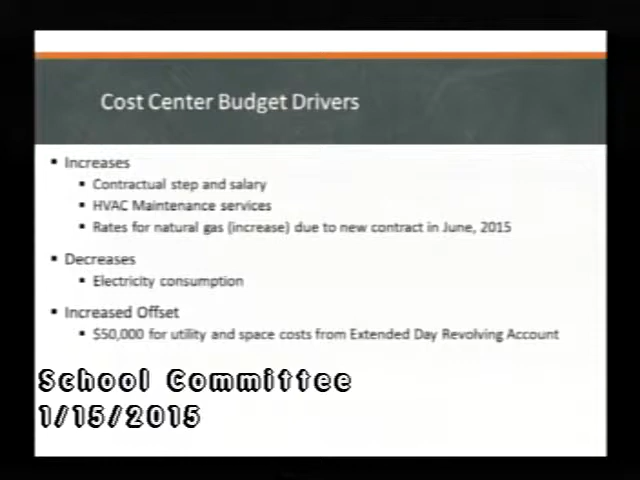 Cost Center Budget Drivers
▪ Increases
▪ Contractual step and salary
▪ HVAC Maintenance services
▪ Rates for natural gas (increase) due to new contract in June, 2015
▪ Decreases
▪ Electricity consumption
▪ Increased Offset
▪ $50,000 for utility and space costs from Extended Day Revolving Account
School Committee
1/15/2015